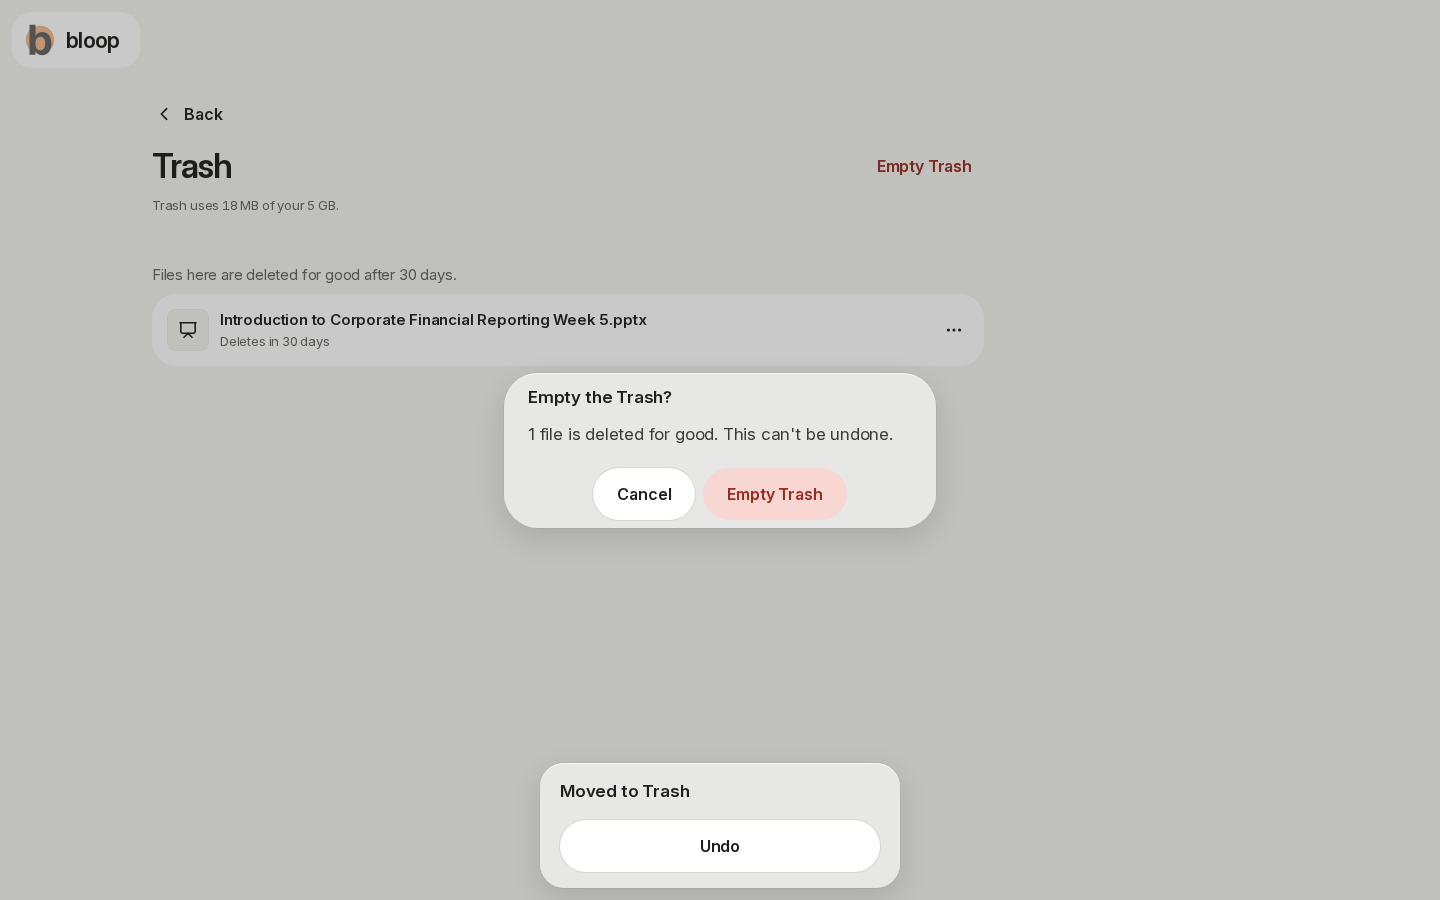 bloop
Back
Trash
Empty Trash
Trash uses 18 MB of your 5 GB.
Files here are deleted for good after 30 days.
Introduction to Corporate Financial Reporting Week 5.pptx
Deletes in 30 days
Empty the Trash?
1 file is deleted for good. This can't be undone.
Cancel
Empty Trash
Moved to Trash
Undo